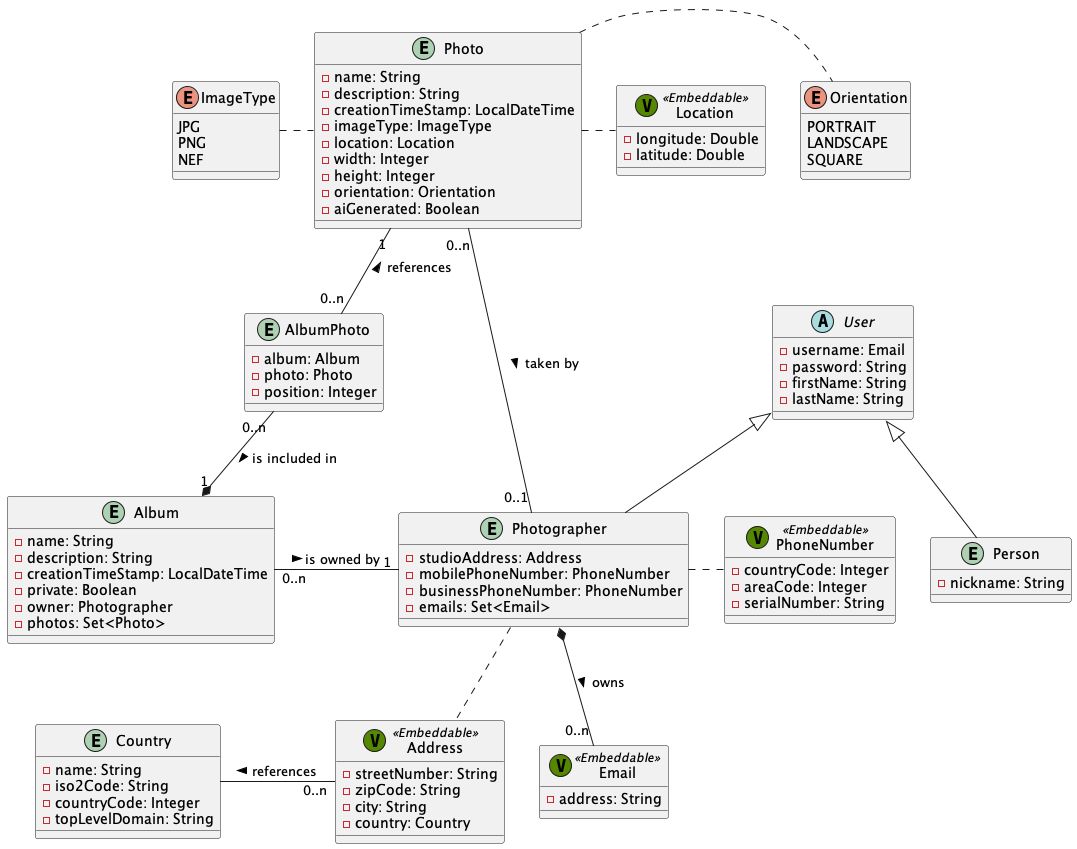 E Photo
name: String
description: String
creationTimeStamp: LocalDateTime
imageType: ImageType
location: Location
width: Integer
height: Integer
orientation: Orientation
aiGenerated: Boolean
E ImageType
JPG
PNG
NEF
V «Embeddable»
Location
longitude: Double
latitude: Double
E Orientation
PORTRAIT
LANDSCAPE
SQUARE
1
0..n
references
0..n
E AlbumPhoto
album: Album
photo: Photo
position: Integer
taken by
A User
username: Email
password: String
firstName: String
lastName: String
0..n
is included in
1
0..1
E Album
name: String
description: String
creationTimeStamp: LocalDateTime
private: Boolean
owner: Photographer
photos: Set<Photo>
is owned by
1
0..n
E Photographer
studioAddress: Address
mobilePhoneNumber: PhoneNumber
businessPhoneNumber: PhoneNumber
emails: Set<Email>
V «Embeddable»
PhoneNumber
countryCode: Integer
areaCode: Integer
serialNumber: String
E Person
nickname: String
owns
0..n
E Country
name: String
iso2Code: String
countryCode: Integer
topLevelDomain: String
references
0..n
V «Embeddable»
Address
streetNumber: String
zipCode: String
city: String
country: Country
V «Embeddable»
Email
address: String